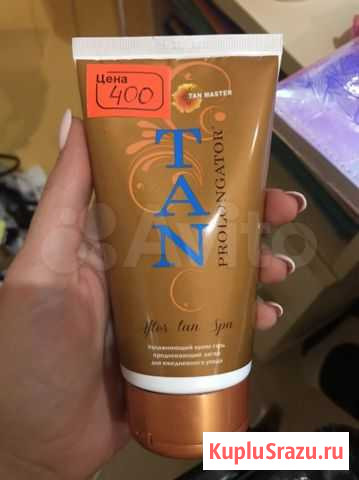 Цена
400
TAN MASTER
TAN
PROLONGATOR®
After tan Spa
Увлажняющий крем-гель
продлевающий загар
для ежедневного ухода
Avito
KupluSrazu.ru